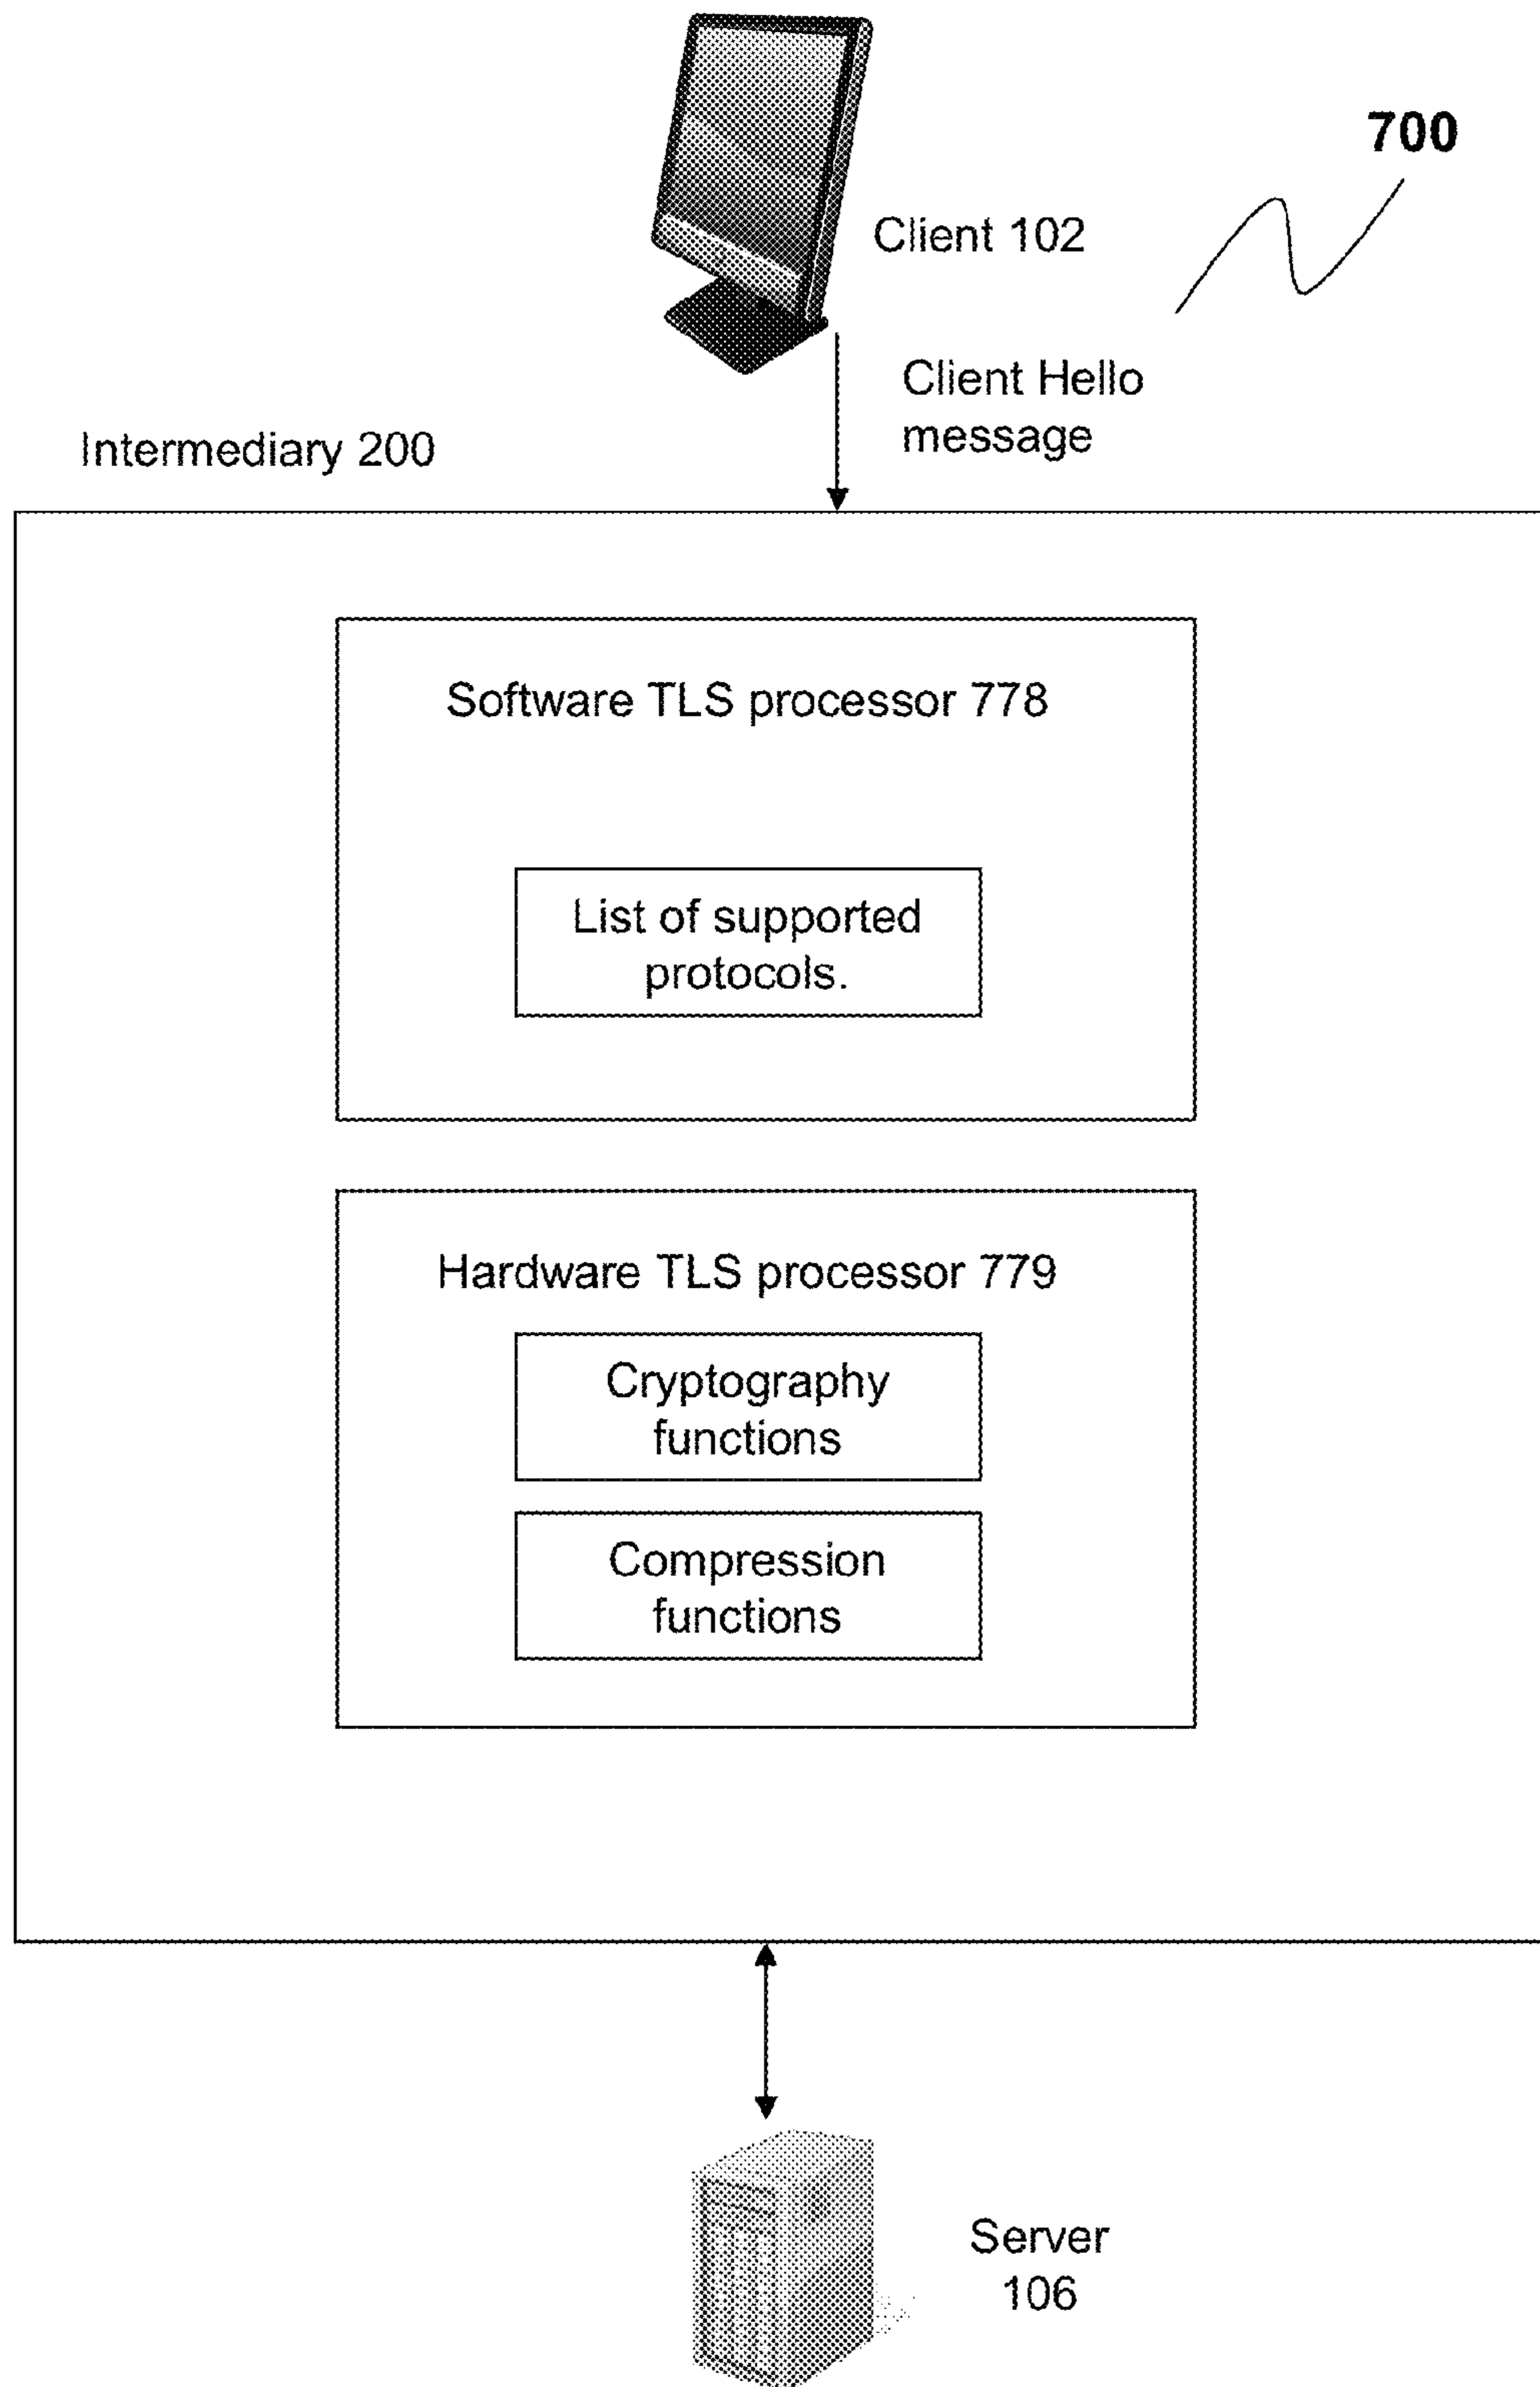 700
Client 102
Client Hello
message
Intermediary 200
Software TLS processor 778
List of supported
protocols.
Hardware TLS processor 779
Cryptography
functions
Compression
functions
Server
106